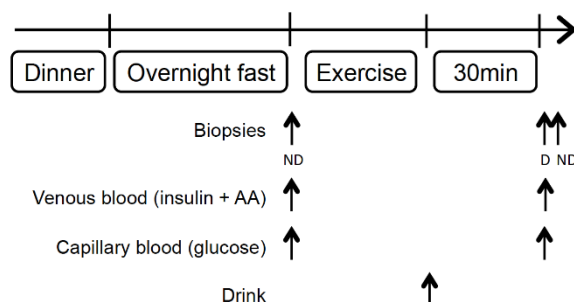 Dinner Overnight fast Exercise 30min
Biopsies
ND D ND
Venous blood (insulin + AA)
Capillary blood (glucose)
Drink